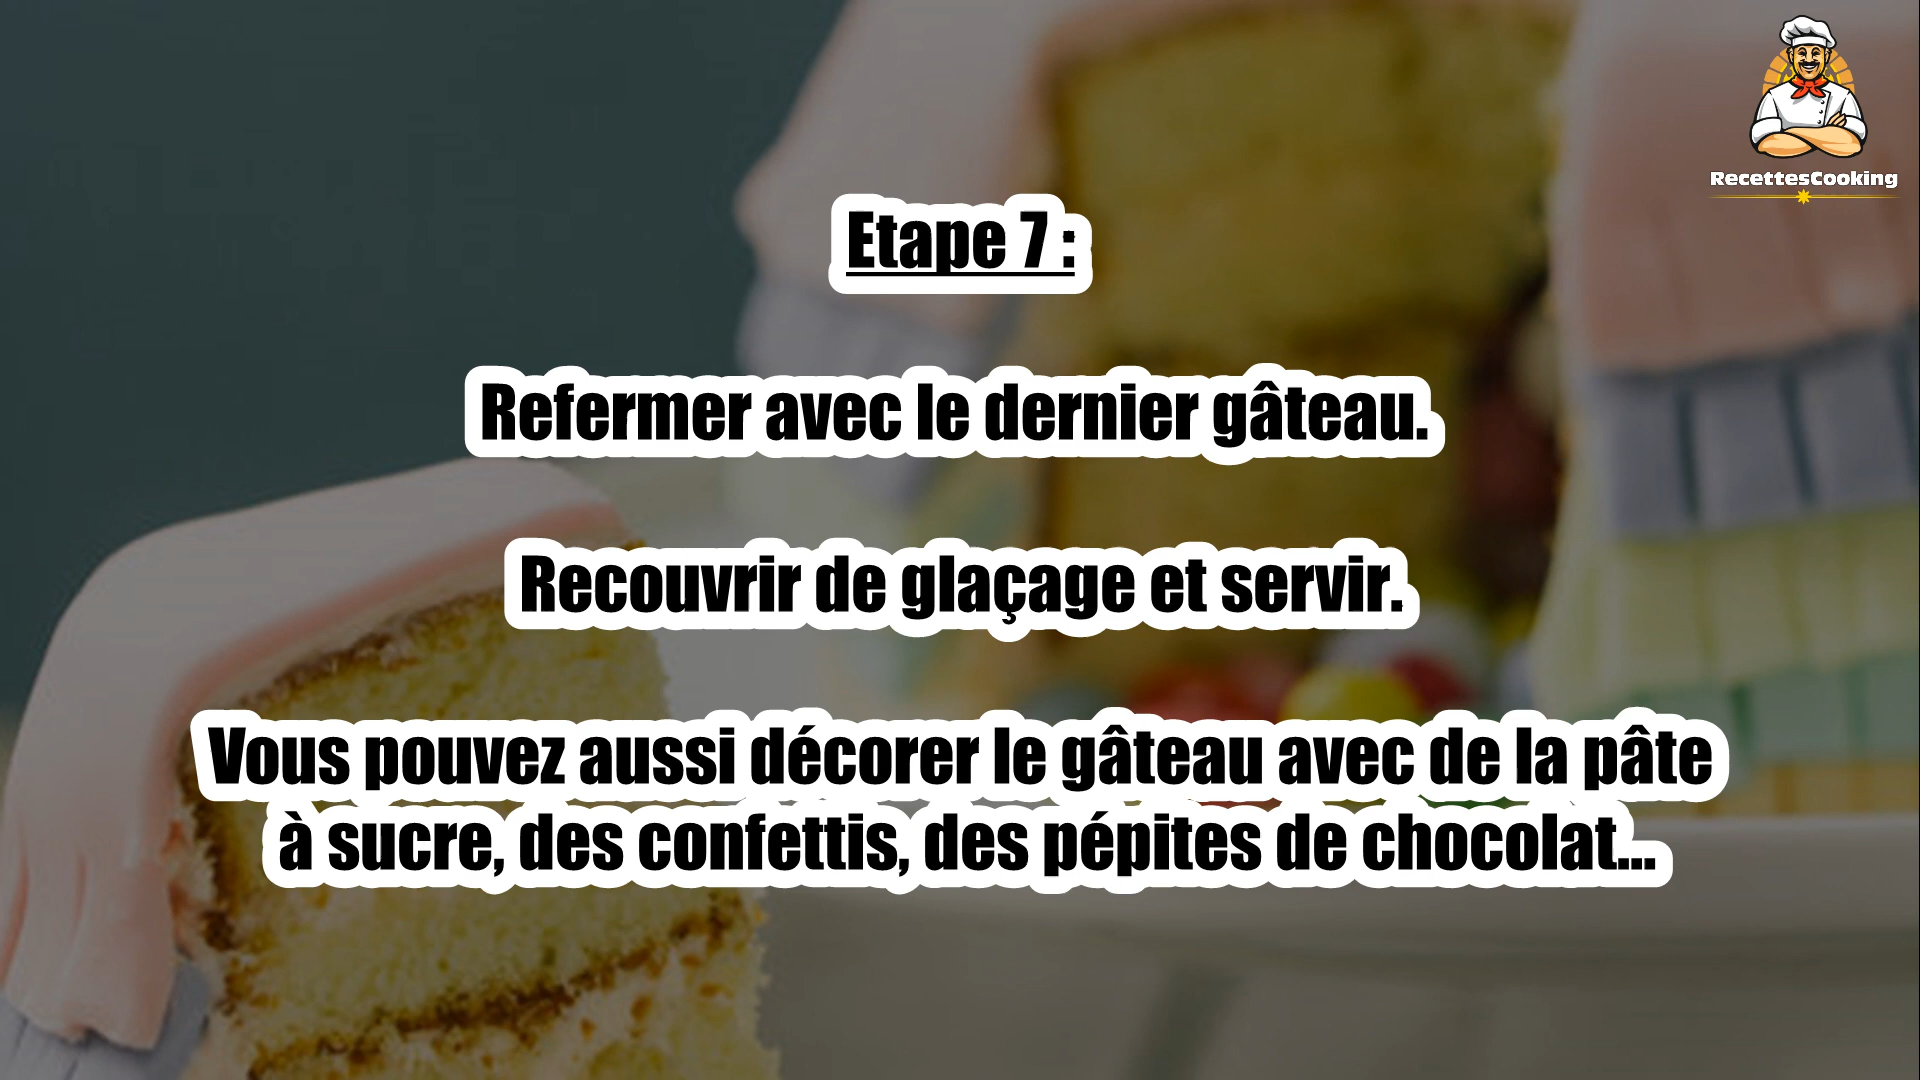 RecettesCooking
Etape 7 :
Refermer avec le dernier gâteau.
Recouvrir de glaçage et servir.
Vous pouvez aussi décorer le gâteau avec de la pâte
à sucre, des confettis, des pépites de chocolat...